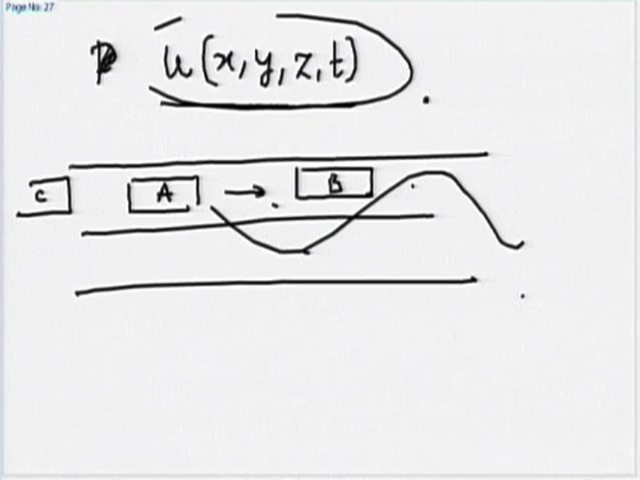 Page No: 27
u(x, y, z, t)
C A → B